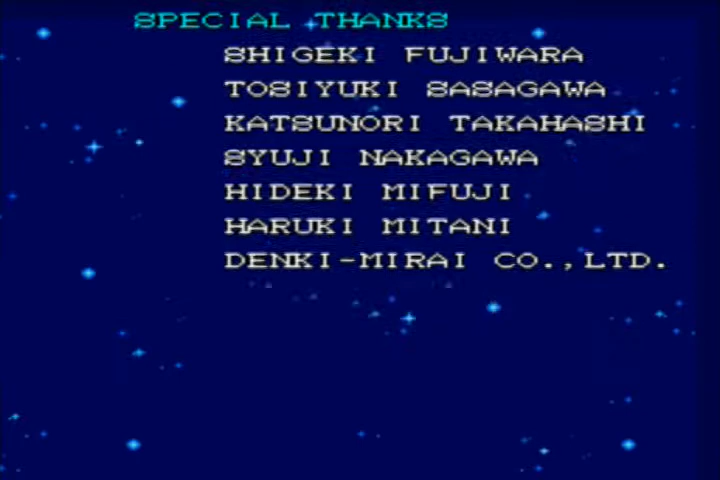 SPECIAL THANKS
SHIGEKI FUJIWARA
TOSIYUKI SASAGAWA
KATSUNORI TAKAHASHI
SYUJI NAKAGAWA
HIDEKI MIFUJI
HARUKI MITANI
DENKI-MIRAI CO.,LTD.